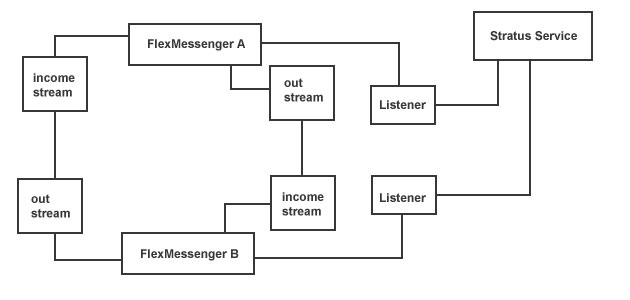 FlexMessenger A
Stratus Service
income
stream
out
stream
Listener
out
stream
income
stream
Listener
FlexMessenger B